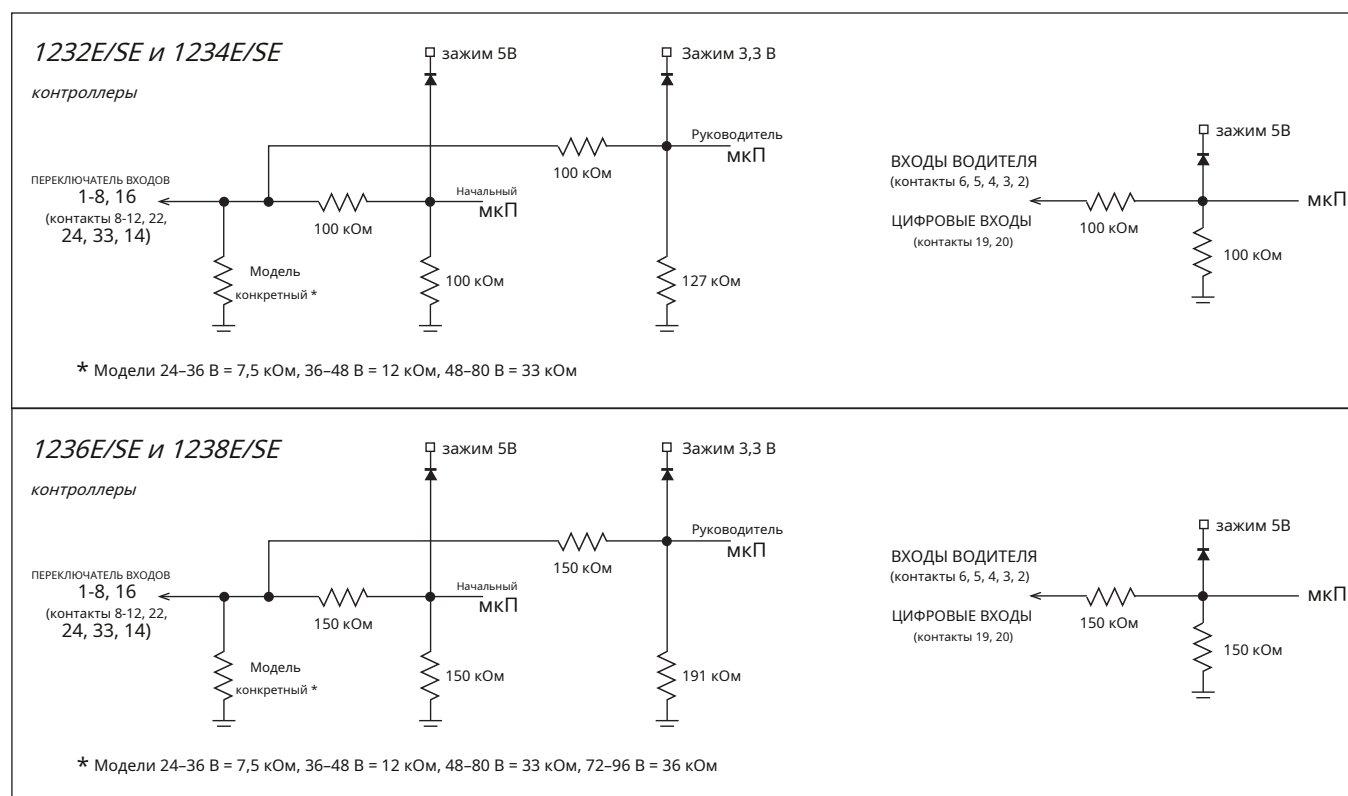 1232E/SE и 1234E/SE
контроллеры
зажим 5В
Зажим 3,3 В
Руководитель
мкП
100 кОм
ПЕРЕКЛЮЧАТЕЛЬ ВХОДОВ
1-8, 16
(контакты 8-12, 22,
24, 33, 14)
Начальный
мкП
100 кОм
Модель
конкретный *
100 кОм
127 кОм
зажим 5В
ВХОДЫ ВОДИТЕЛЯ
(контакты 6, 5, 4, 3, 2)
мкП
ЦИФРОВЫЕ ВХОДЫ
(контакты 19, 20)
100 кОм
100 кОм
* Модели 24–36 В = 7,5 кОм, 36–48 В = 12 кОм, 48–80 В = 33 кОм
1236E/SE и 1238E/SE
контроллеры
зажим 5В
Зажим 3,3 В
Руководитель
мкП
150 кОм
ПЕРЕКЛЮЧАТЕЛЬ ВХОДОВ
1-8, 16
(контакты 8-12, 22,
24, 33, 14)
Начальный
мкП
150 кОм
Модель
конкретный *
150 кОм
191 кОм
зажим 5В
ВХОДЫ ВОДИТЕЛЯ
(контакты 6, 5, 4, 3, 2)
мкП
ЦИФРОВЫЕ ВХОДЫ
(контакты 19, 20)
150 кОм
150 кОм
* Модели 24–36 В = 7,5 кОм, 36–48 В = 12 кОм, 48–80 В = 33 кОм, 72–96 В = 36 кОм